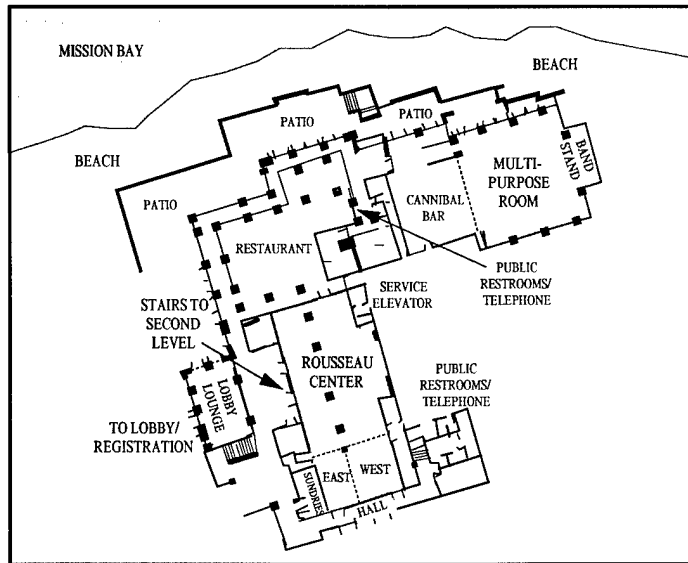 MISSION BAY
BEACH
PATIO
PATIO
BEACH
PATIO
BAND
STAND
MULTI-
PURPOSE
ROOM
CANNIBAL
BAR
RESTAURANT
PUBLIC
RESTROOMS/
TELEPHONE
SERVICE
ELEVATOR
STAIRS TO
SECOND
LEVEL
ROUSSEAU
CENTER
PUBLIC
RESTROOMS/
TELEPHONE
LOBBY
LOUNGE
TO LOBBY/
REGISTRATION
EAST
WEST
SUNDRIES
HALL